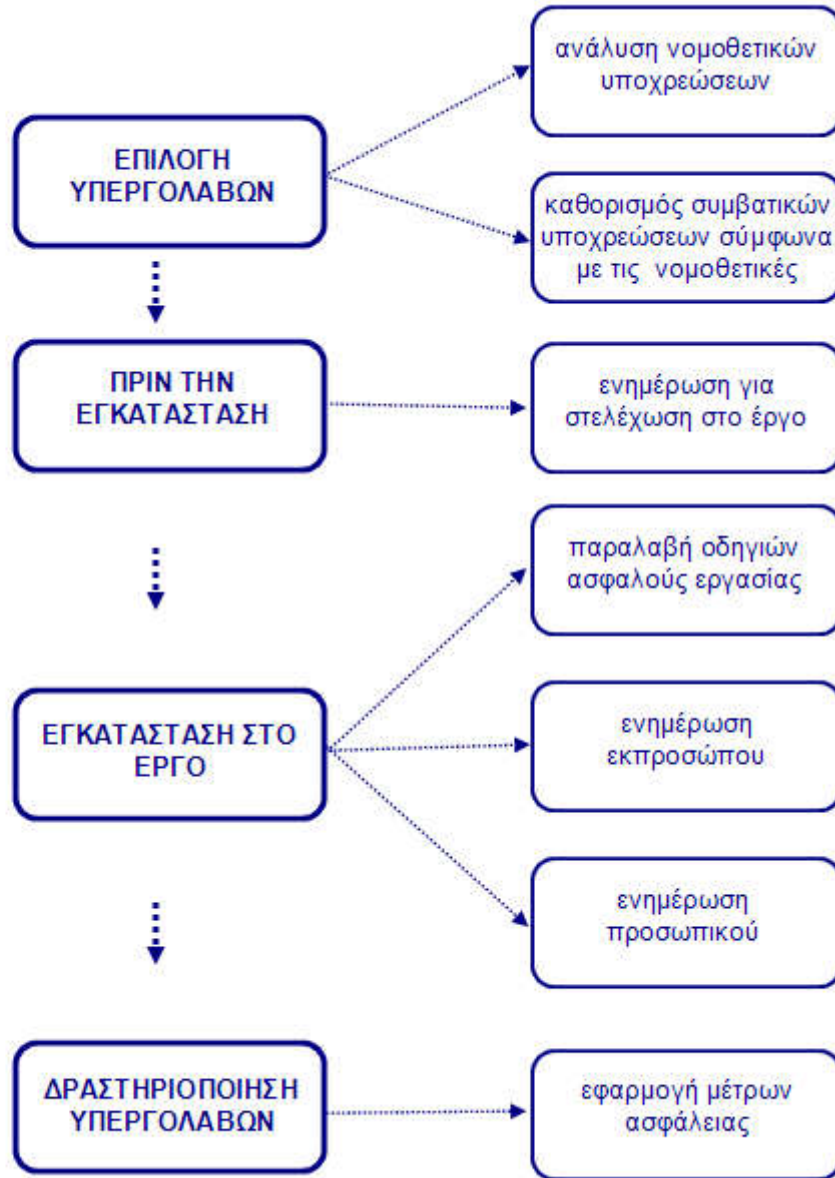 ΕΠΙΛΟΓΗ
ΥΠΕΡΓΟΛΑΒΩΝ
ανάλυση νομοθετικών
υποχρεώσεων
καθορισμός συμβατικών
υποχρεώσεων σύμφωνα
με τις νομοθετικές
ΠΡΙΝ ΤΗΝ
ΕΓΚΑΤΑΣΤΑΣΗ
ενημέρωση για
στελέχωση στο έργο
ΕΓΚΑΤΑΣΤΑΣΗ ΣΤΟ
ΕΡΓΟ
παραλαβή οδηγιών
ασφαλούς εργασίας
ενημέρωση
εκπροσώπου
ενημέρωση
προσωπικού
ΔΡΑΣΤΗΡΙΟΠΟΙΗΣΗ
ΥΠΕΡΓΟΛΑΒΩΝ
εφαρμογή μέτρων
ασφάλειας